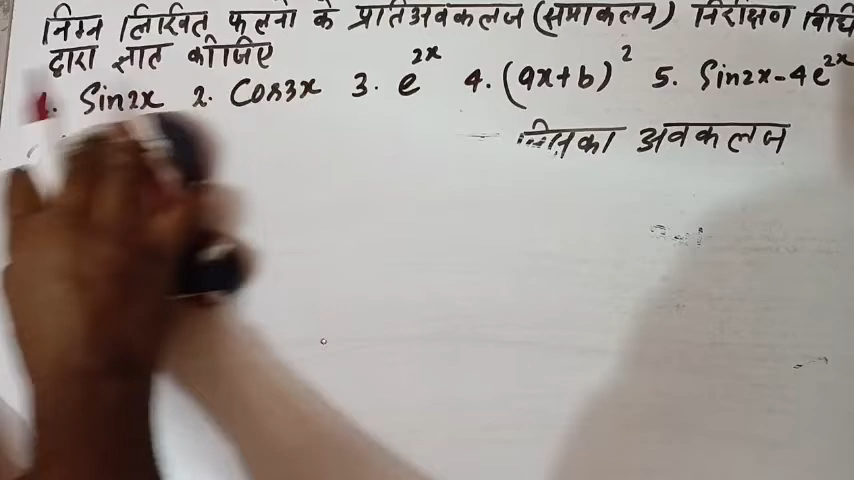 निम्न लिखित फलनों के प्रतिअवकलज (समाकलन) निरीक्षण विधि
द्वारा ज्ञात कीजिए
1. Sin2x 2. Cos3x 3. e^2x 4. (ax+b)^2 5. Sin2x-4e^2x
जिसका अवकलज